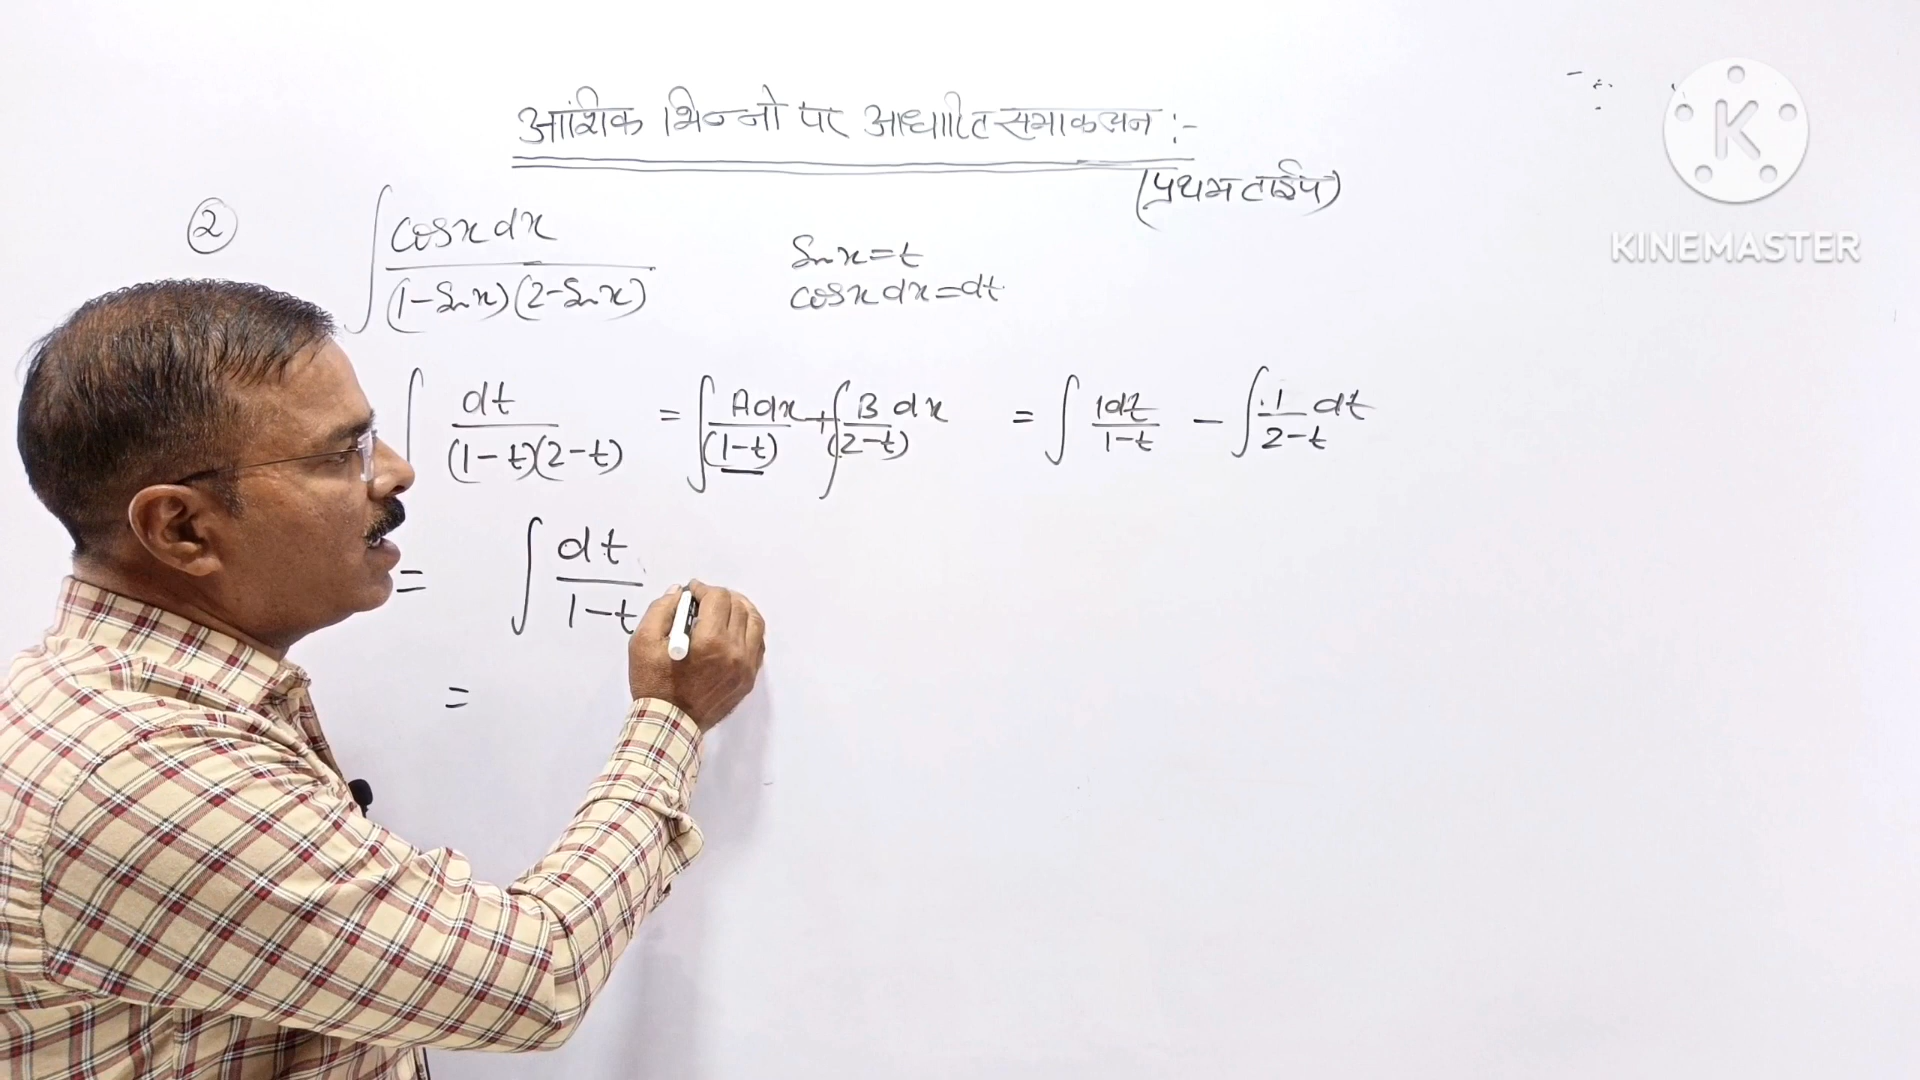 आंशिक भिन्नो पर आधारित समाकलन :-
(प्रथम टाईप)
② ∫ cosx dx / (1-Sinx)(2-Sinx)
Sinx = t
cosx dx = dt
∫ dt / (1-t)(2-t) = ∫ A dx / (1-t) + ∫ B dx / (2-t) = ∫ 1dt / 1-t - ∫ 1 / 2-t dt
= ∫ dt / 1-t
=
K
KINEMASTER